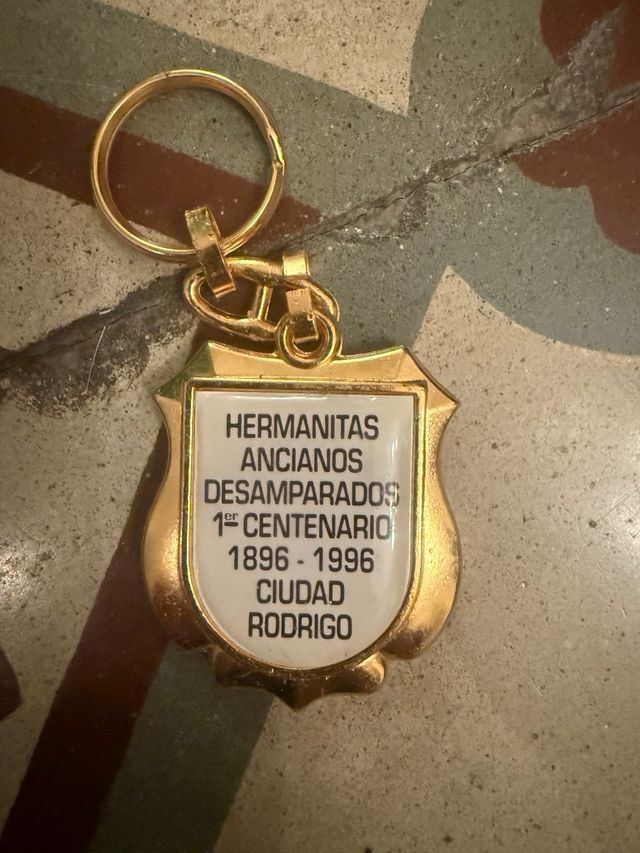 HERMANITAS
ANCIANOS
DESAMPARADOS
1er CENTENARIO
1896 - 1996
CIUDAD
RODRIGO